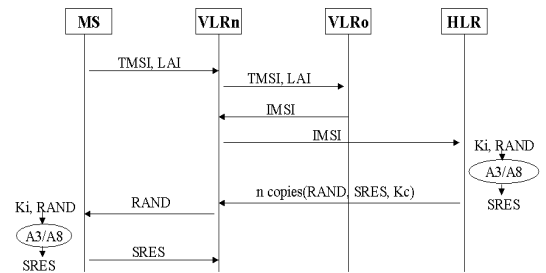 MS VLRn VLRo HLR
TMSI, LAI
TMSI, LAI
IMSI
IMSI
Ki, RAND
A3/A8
SRES
n copies(RAND, SRES, Kc)
RAND
Ki, RAND
A3/A8
SRES
SRES